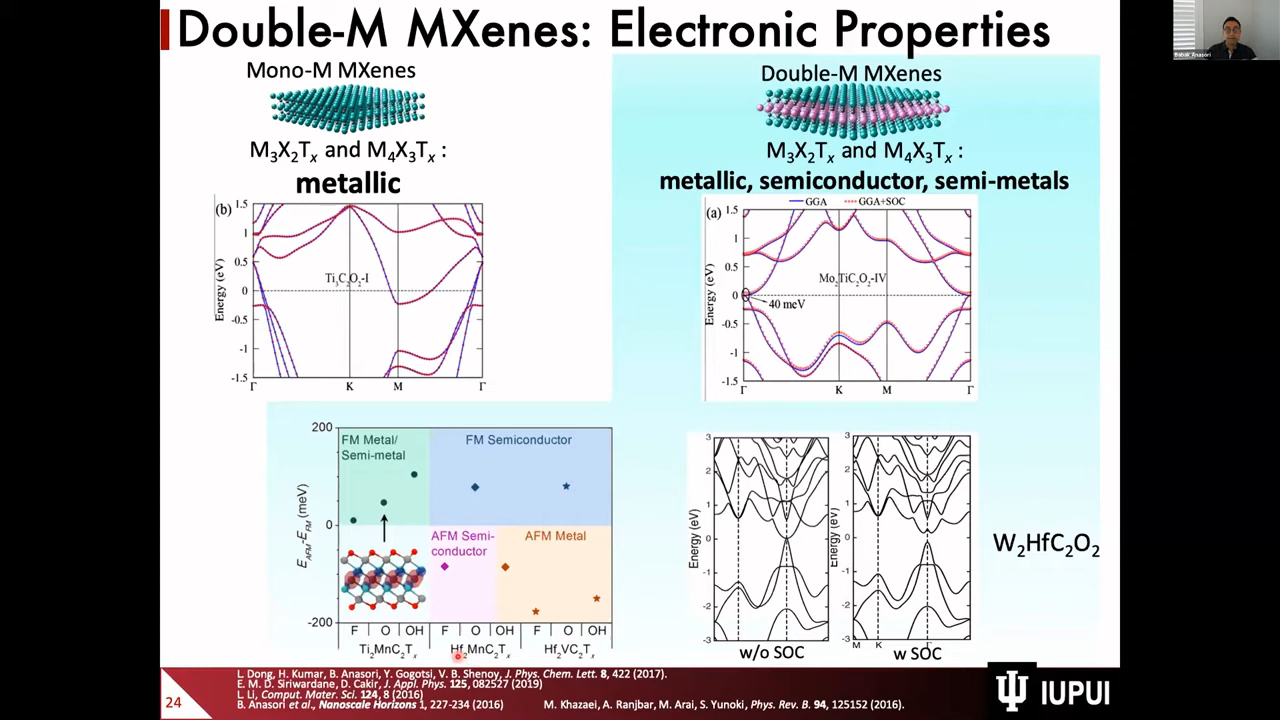 Double-M MXenes: Electronic Properties
Babak Anasori
Mono-M MXenes
M₃X₂Tₓ and M₄X₃Tₓ :
metallic
(b)
1.5
1
0.5
0
-0.5
-1
-1.5
Energy (eV)
Ti₃C₂O₂-I
Γ K M Γ
Double-M MXenes
M₃X₂Tₓ and M₄X₃Tₓ :
metallic, semiconductor, semi-metals
GGA GGA+SOC
(a)
1.5
1
0.5
0
-0.5
-1
-1.5
Energy (eV)
Mo₂TiC₂O₂-IV
40 meV
Γ K M Γ
200
0
-200
E_AFM-E_FM (meV)
FM Metal/
Semi-metal
FM Semiconductor
AFM Semi-
conductor
AFM Metal
F O OH F O OH F O OH
Ti₂MnC₂Tₓ Hf₂MnC₂Tₓ Hf₂VC₂Tₓ
3
2
1
0
-1
-2
-3
Energy (eV)
w/o SOC
3
2
1
0
-1
-2
-3
Energy (eV)
M K Γ
w SOC
W₂HfC₂O₂
24
L. Dong, H. Kumar, B. Anasori, Y. Gogotsi, V. B. Shenoy, J. Phys. Chem. Lett. 8, 422 (2017).
E. M. D. Siriwardane, D. Cakir, J. Appl. Phys. 125, 082527 (2019)
L. Li, Comput. Mater. Sci. 124, 8 (2016)
B. Anasori et al., Nanoscale Horizons 1, 227-234 (2016) M. Khazaei, A. Ranjbar, M. Arai, S. Yunoki, Phys. Rev. B. 94, 125152 (2016).
IUPUI